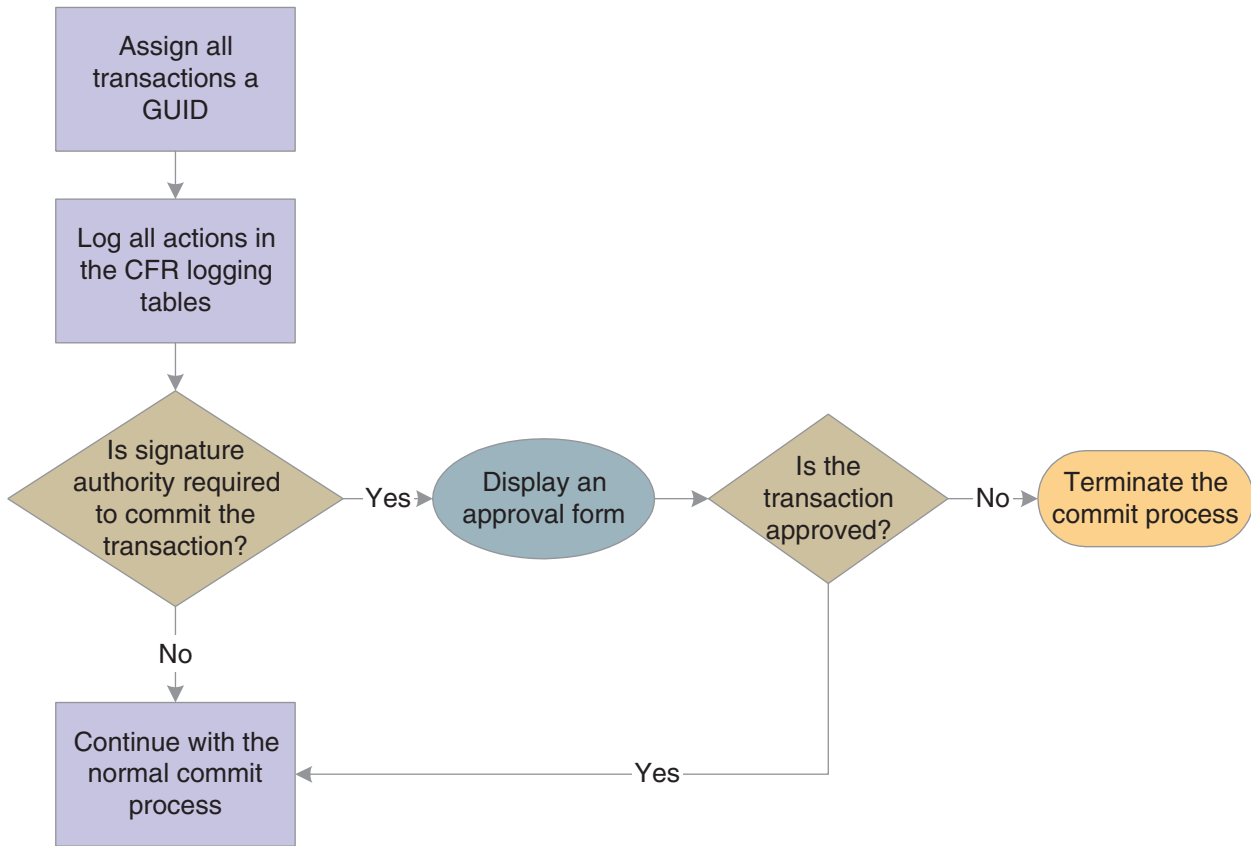 Assign all
transactions a
GUID
Log all actions in
the CFR logging
tables
Is signature
authority required
to commit the
transaction?
Yes
Display an
approval form
Is the
transaction
approved?
No
Terminate the
commit process
No
Continue with the
normal commit
process
Yes